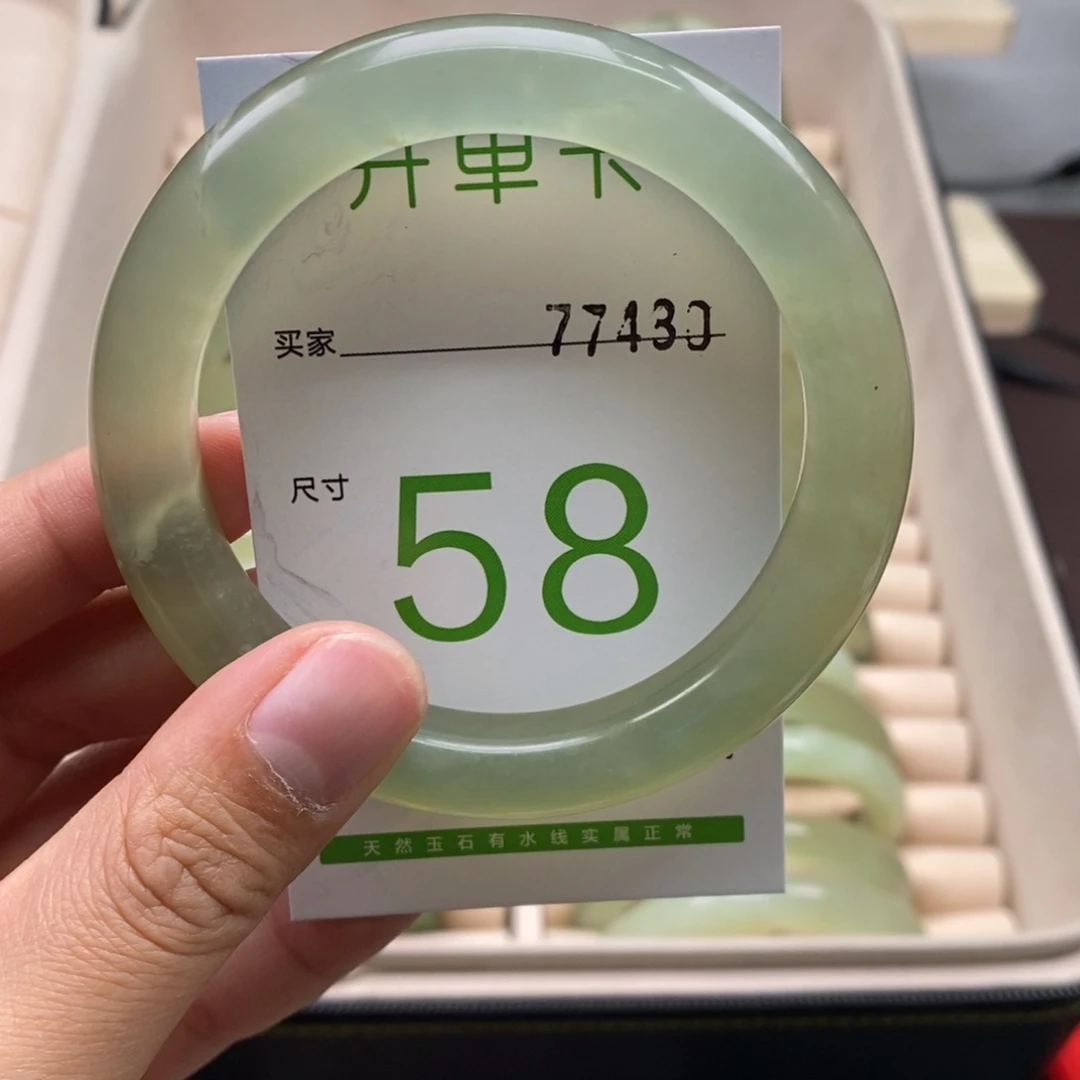 开单卡
买家 77430
尺寸 58
天然玉石有水线实属正常